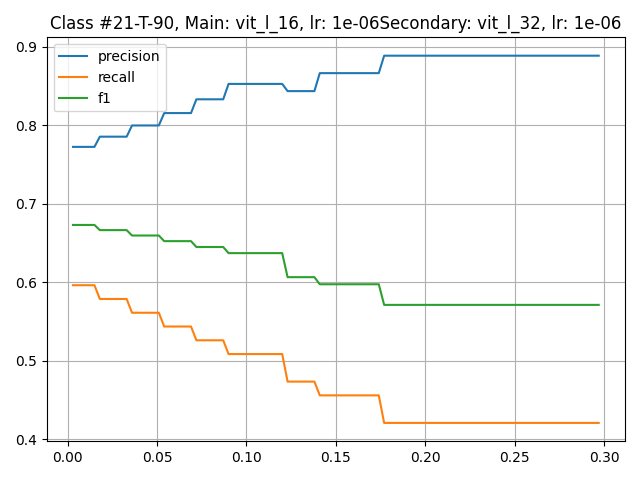 Class #21-T-90, Main: vit_l_16, lr: 1e-06Secondary: vit_l_32, lr: 1e-06
precision
recall
f1
0.9
0.8
0.7
0.6
0.5
0.4
0.00 0.05 0.10 0.15 0.20 0.25 0.30